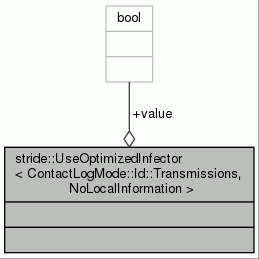 bool
+value
stride::UseOptimizedInfector
< ContactLogMode::Id::Transmissions,
NoLocalInformation >